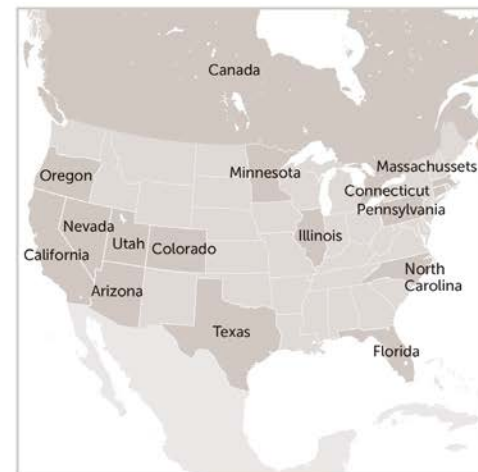 Canada
Massachussets
Minnesota
Oregon
Connecticut
Pennsylvania
Nevada
Illinois
Utah
Colorado
California
North
Carolina
Arizona
Texas
Florida